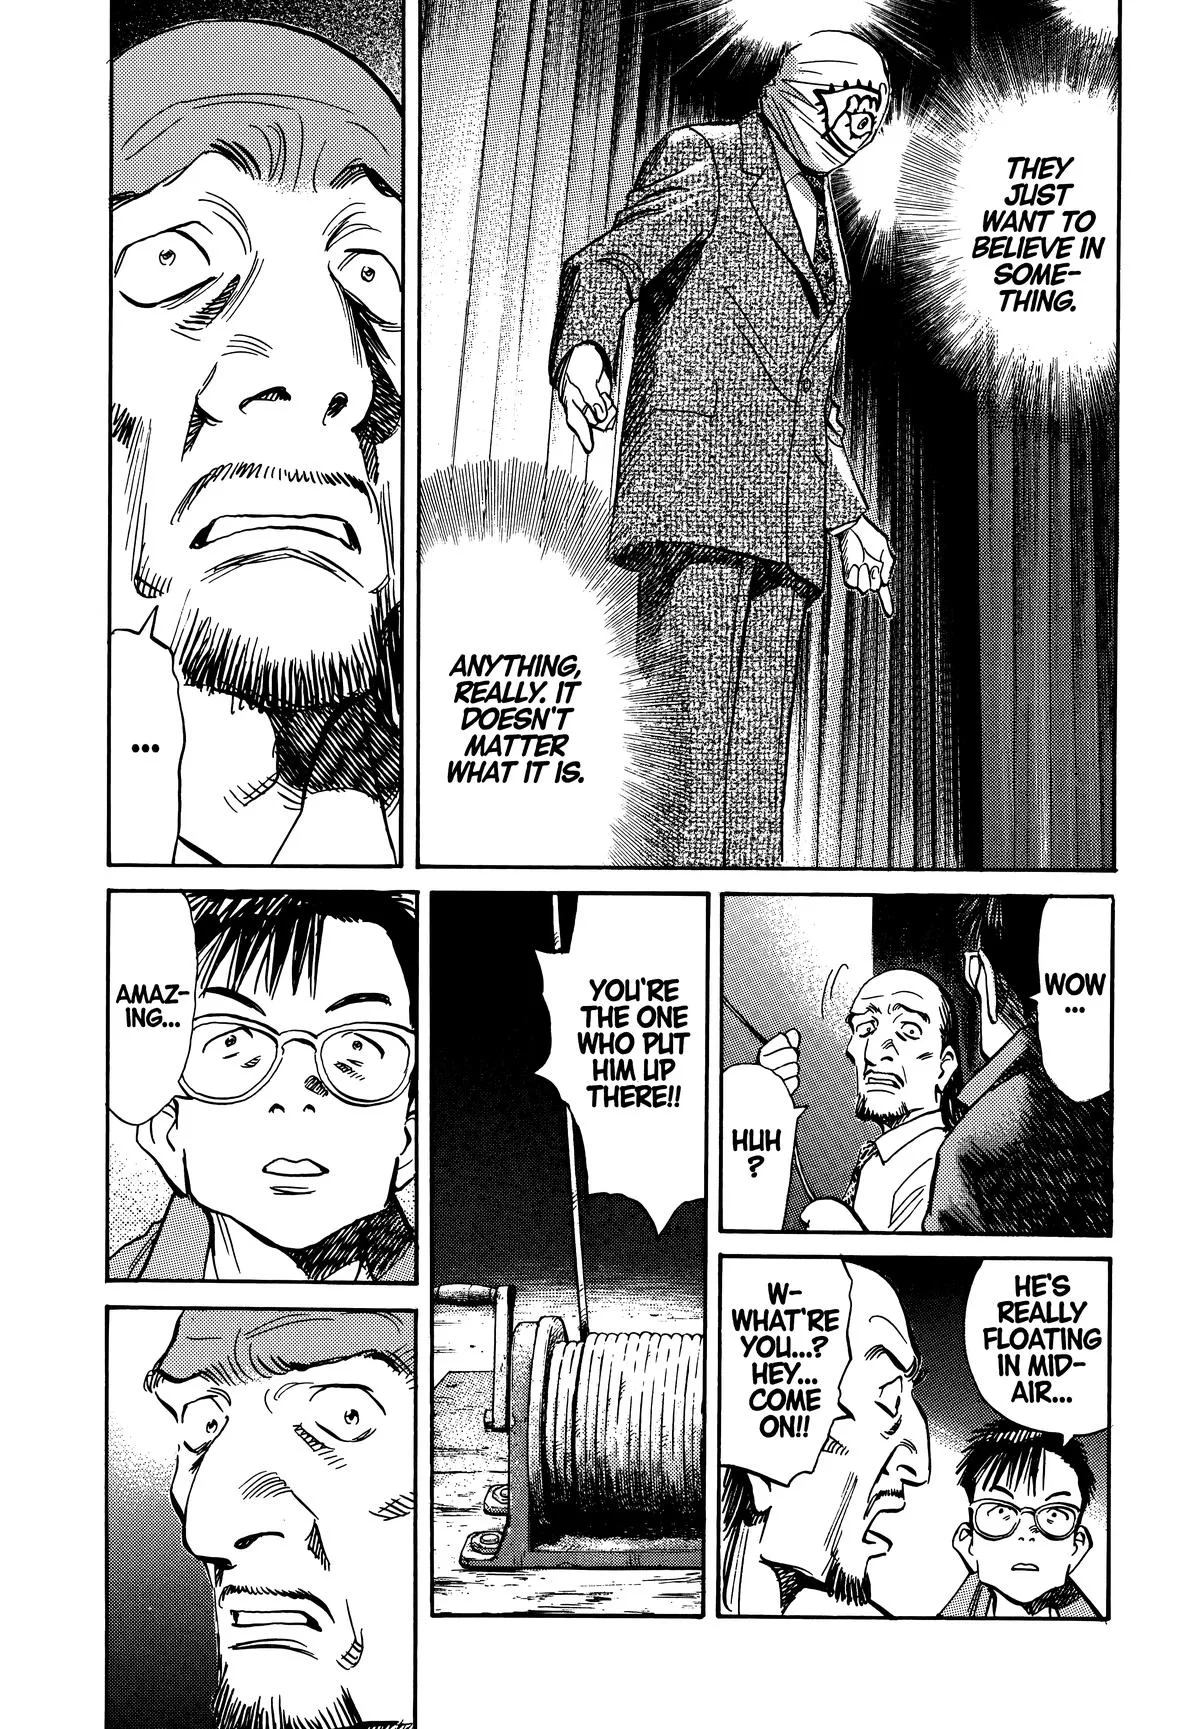 THEY
JUST
WANT TO
BELIEVE IN
SOME-
THING.
ANYTHING,
REALLY. IT
DOESN'T
MATTER
WHAT IT IS.
...
WOW
...
HUH
?
YOU'RE
THE ONE
WHO PUT
HIM UP
THERE!!
AMAZ-
ING...
HE'S
REALLY
FLOATING
IN MID-
AIR...
W-
WHAT'RE
YOU...?
HEY...
COME
ON!!